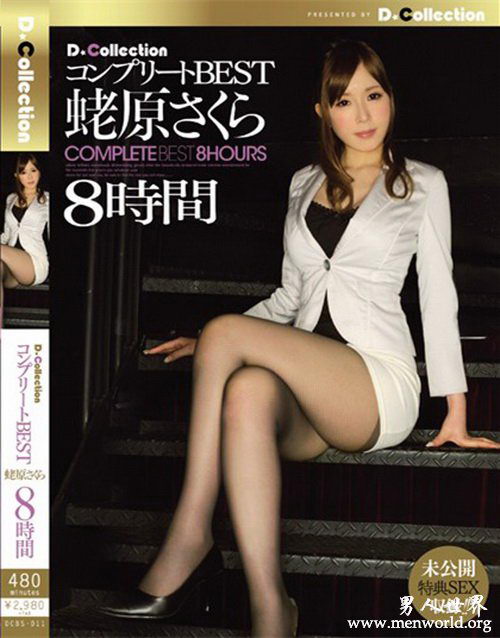 D★Collection
PRESENTED BY D★Collection
D★Collection
コンプリートBEST
蛯原さくら
COMPLETE BEST 8HOURS
8時間
D★Collection
コンプリートBEST
蛯原さくら
8時間
480
minutes
¥2,980
DCBS-011
未公開
特典SEX
男人世界
www.menworld.org